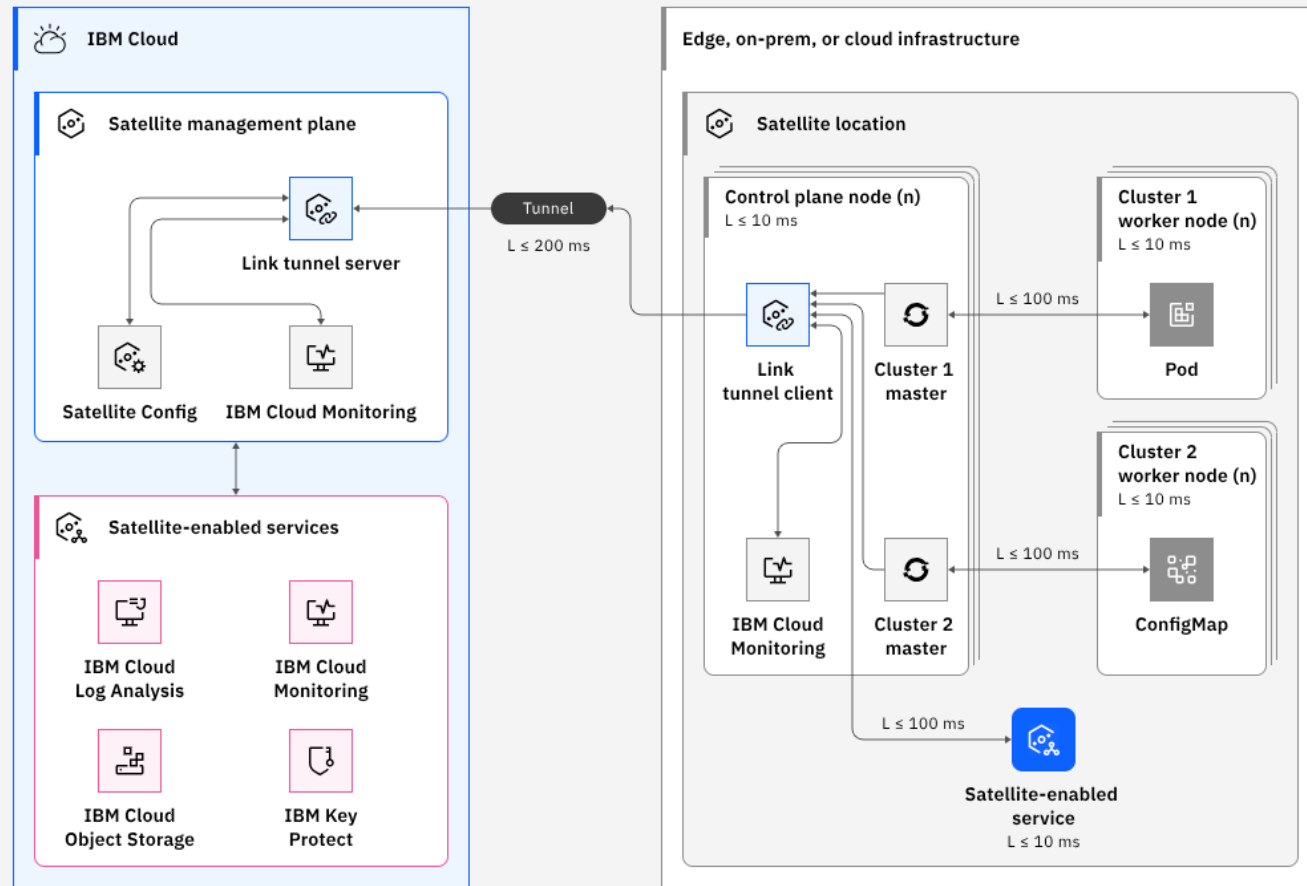 IBM Cloud
Satellite management plane
Link tunnel server
Satellite Config
IBM Cloud Monitoring
Satellite-enabled services
IBM Cloud
Log Analysis
IBM Cloud
Monitoring
IBM Cloud
Object Storage
IBM Key
Protect
Tunnel
L ≤ 200 ms
Edge, on-prem, or cloud infrastructure
Satellite location
Control plane node (n)
L ≤ 10 ms
Link
tunnel client
Cluster 1
master
IBM Cloud
Monitoring
Cluster 2
master
L ≤ 100 ms
Cluster 1
worker node (n)
L ≤ 10 ms
Pod
L ≤ 100 ms
Cluster 2
worker node (n)
L ≤ 10 ms
ConfigMap
L ≤ 100 ms
Satellite-enabled
service
L ≤ 10 ms